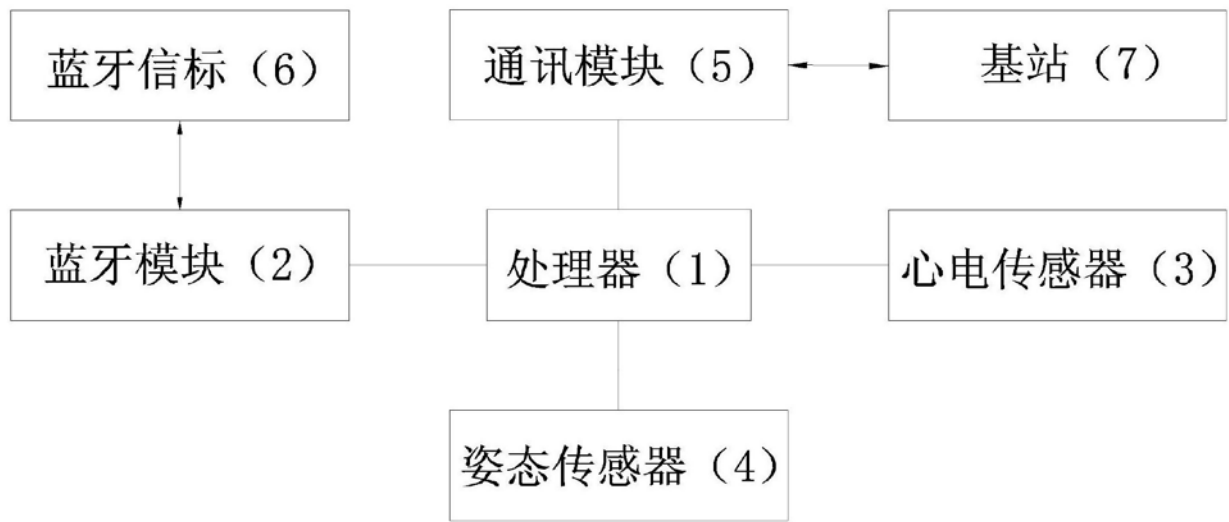 蓝牙信标（6）
通讯模块（5）
基站（7）
蓝牙模块（2）
处理器（1）
心电传感器（3）
姿态传感器（4）